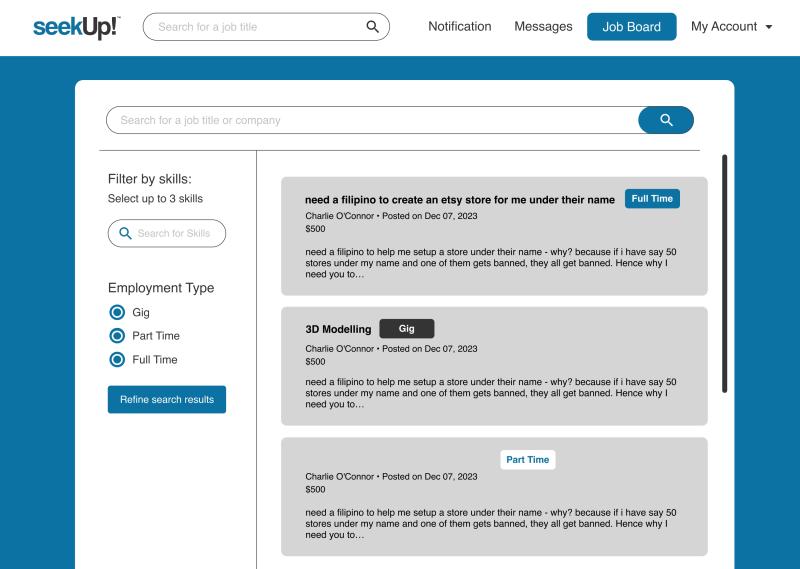 seekUp!™
Search for a job title
Notification
Messages
Job Board
My Account
Search for a job title or company
Filter by skills:
Select up to 3 skills
Search for Skills
Employment Type
Gig
Part Time
Full Time
Refine search results
need a filipino to create an etsy store for me under their name
Full Time
Charlie O'Connor • Posted on Dec 07, 2023
$500
need a filipino to help me setup a store under their name - why? because if i have say 50
stores under my name and one of them gets banned, they all get banned. Hence why I
need you to…
3D Modelling
Gig
Charlie O'Connor • Posted on Dec 07, 2023
$500
need a filipino to help me setup a store under their name - why? because if i have say 50
stores under my name and one of them gets banned, they all get banned. Hence why I
need you to…
Part Time
Charlie O'Connor • Posted on Dec 07, 2023
$500
need a filipino to help me setup a store under their name - why? because if i have say 50
stores under my name and one of them gets banned, they all get banned. Hence why I
need you to…